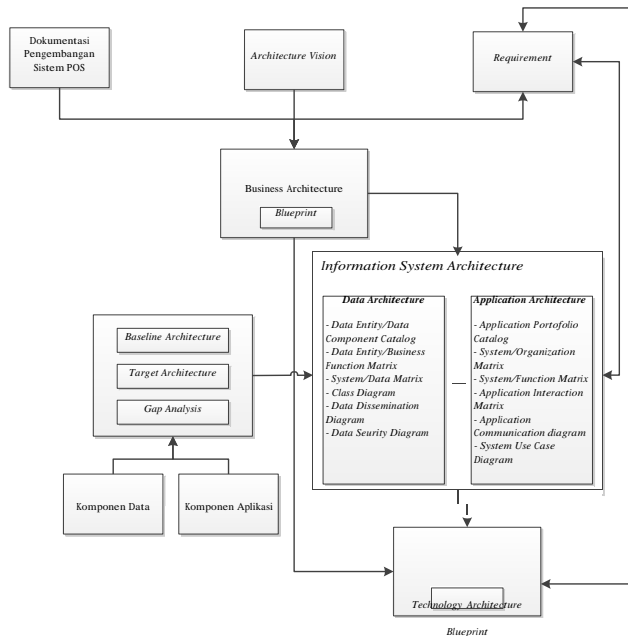 Dokumentasi
Pengembangan
Sistem POS
Architecture Vision
Requirement
Business Architecture
Blueprint
Information System Architecture
Data Architecture
- Data Entity/Data
Component Catalog
- Data Entity/Business
Function Matrix
- System/Data Matrix
- Class Diagram
- Data Dissemination
Diagram
- Data Seurity Diagram
Application Architecture
- Application Portofolio
Catalog
- System/Organization
Matrix
- System/Function Matrix
- Application Interaction
Matrix
- Application
Communication diagram
- System Use Case
Diagram
Baseline Architecture
Target Architecture
Gap Analysis
Komponen Data
Komponen Aplikasi
Technology Architecture
Blueprint